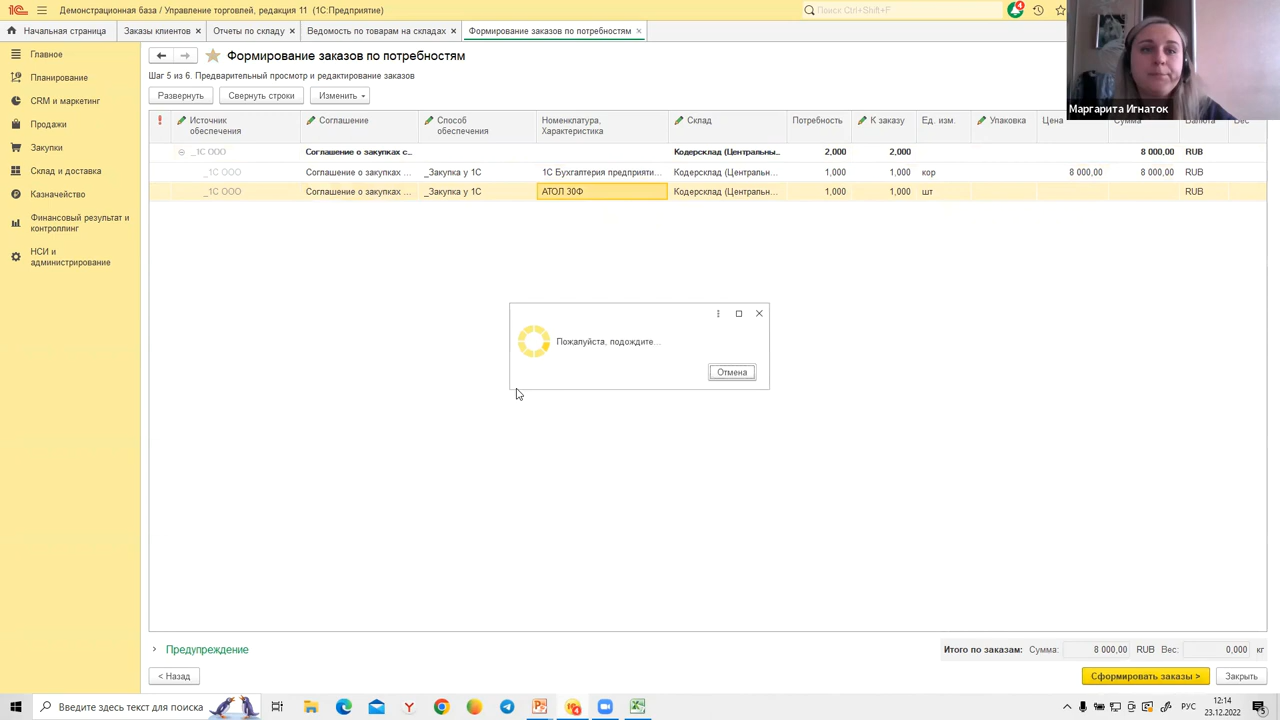 Демонстрационная база / Управление торговлей, редакция 11 (1С:Предприятие)
Поиск Ctrl+Shift+F
4
Начальная страница
Заказы клиентов
Отчеты по складу
Ведомость по товарам на складах
Формирование заказов по потребностям
Маргарита Игнаток
Главное
Планирование
CRM и маркетинг
Продажи
Закупки
Склад и доставка
Казначейство
Финансовый результат и
контроллинг
НСИ и
администрирование
Формирование заказов по потребностям
Шаг 5 из 6. Предварительный просмотр и редактирование заказов
Развернуть
Свернуть строки
Изменить
Источник
обеспечения
Соглашение
Способ
обеспечения
Номенклатура,
Характеристика
Склад
Потребность
К заказу
Ед. изм.
Упаковка
Цена
Сумма
Валюта
Вес
_1С ООО Соглашение о закупках с... Кодерсклад (Центральны... 2,000 2,000 8 000,00 RUB
_1С ООО Соглашение о закупках ... _Закупка у 1С 1С Бухгалтерия предприяти... Кодерсклад (Центральн... 1,000 1,000 кор 8 000,00 8 000,00 RUB
_1С ООО Соглашение о закупках ... _Закупка у 1С АТОЛ 30Ф Кодерсклад (Центральн... 1,000 1,000 шт RUB
Пожалуйста, подождите...
Отмена
Предупреждение
Итого по заказам: Сумма: 8 000,00 RUB Вес: 0,000 кг
< Назад
Сформировать заказы >
Закрыть
Введите здесь текст для поиска
РУС
12:14
23.12.2022